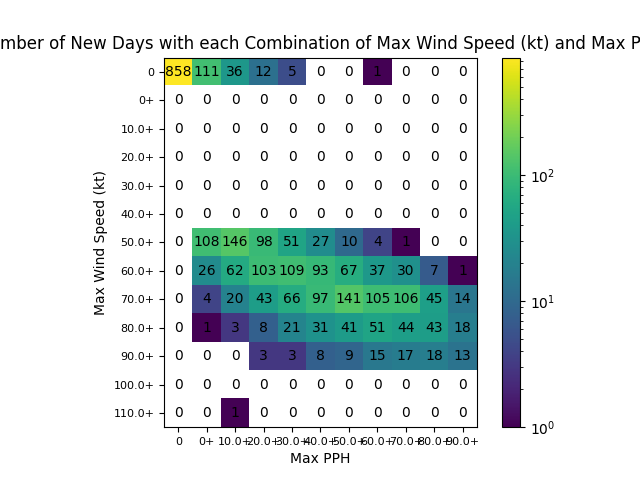 mber of New Days with each Combination of Max Wind Speed (kt) and Max P
0 858 111 36 12 5 0 0 1 0 0 0
0+ 0 0 0 0 0 0 0 0 0 0 0
10.0+ 0 0 0 0 0 0 0 0 0 0 0
20.0+ 0 0 0 0 0 0 0 0 0 0 0
30.0+ 0 0 0 0 0 0 0 0 0 0 0
40.0+ 0 0 0 0 0 0 0 0 0 0 0
50.0+ 0 108 146 98 51 27 10 4 1 0 0
60.0+ 0 26 62 103 109 93 67 37 30 7 1
70.0+ 0 4 20 43 66 97 141 105 106 45 14
80.0+ 0 1 3 8 21 31 41 51 44 43 18
90.0+ 0 0 0 3 3 8 9 15 17 18 13
100.0+ 0 0 0 0 0 0 0 0 0 0 0
110.0+ 0 0 1 0 0 0 0 0 0 0 0
0 0+ 10.0+ 20.0+ 30.0+ 40.0+ 50.0+ 60.0+ 70.0+ 80.0+ 90.0+
Max PPH
Max Wind Speed (kt)
10²
10¹
10⁰